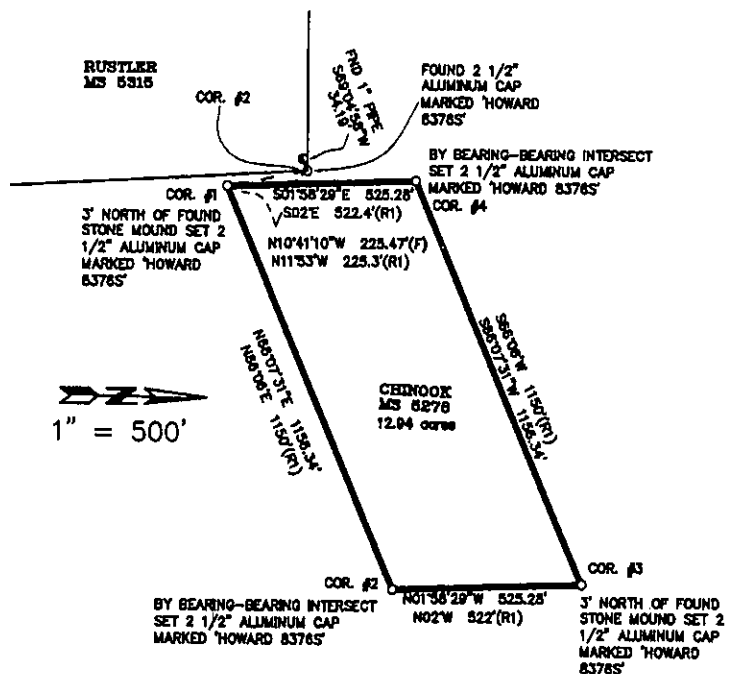 RUSTLER
MS 5315
COR. #2
FND 1" PIPE
S69°04'58"W
34.19'
FOUND 2 1/2"
ALUMINUM CAP
MARKED 'HOWARD
8376S'
BY BEARING-BEARING INTERSECT
SET 2 1/2" ALUMINUM CAP
MARKED 'HOWARD 8376S'
COR. #4
COR. #1
3' NORTH OF FOUND
STONE MOUND SET 2
1/2" ALUMINUM CAP
MARKED 'HOWARD
8376S'
S01°58'29"E 525.28'
S02°E 522.4'(R1)
N10°41'10"W 225.47'(F)
N11°53'W 225.3'(R1)
N66°07'31"E 1156.34'
N66°06'E 1150'(R1)
S66°06'W 1150'(R1)
S66°07'31"W 1156.34'
CHINOOK
MS 5276
12.94 acres
N
1" = 500'
COR. #2
BY BEARING-BEARING INTERSECT
SET 2 1/2" ALUMINUM CAP
MARKED 'HOWARD 8376S'
N01°58'29"W 525.28'
N02°W 522'(R1)
COR. #3
3' NORTH OF FOUND
STONE MOUND SET 2
1/2" ALUMINUM CAP
MARKED 'HOWARD
8376S'